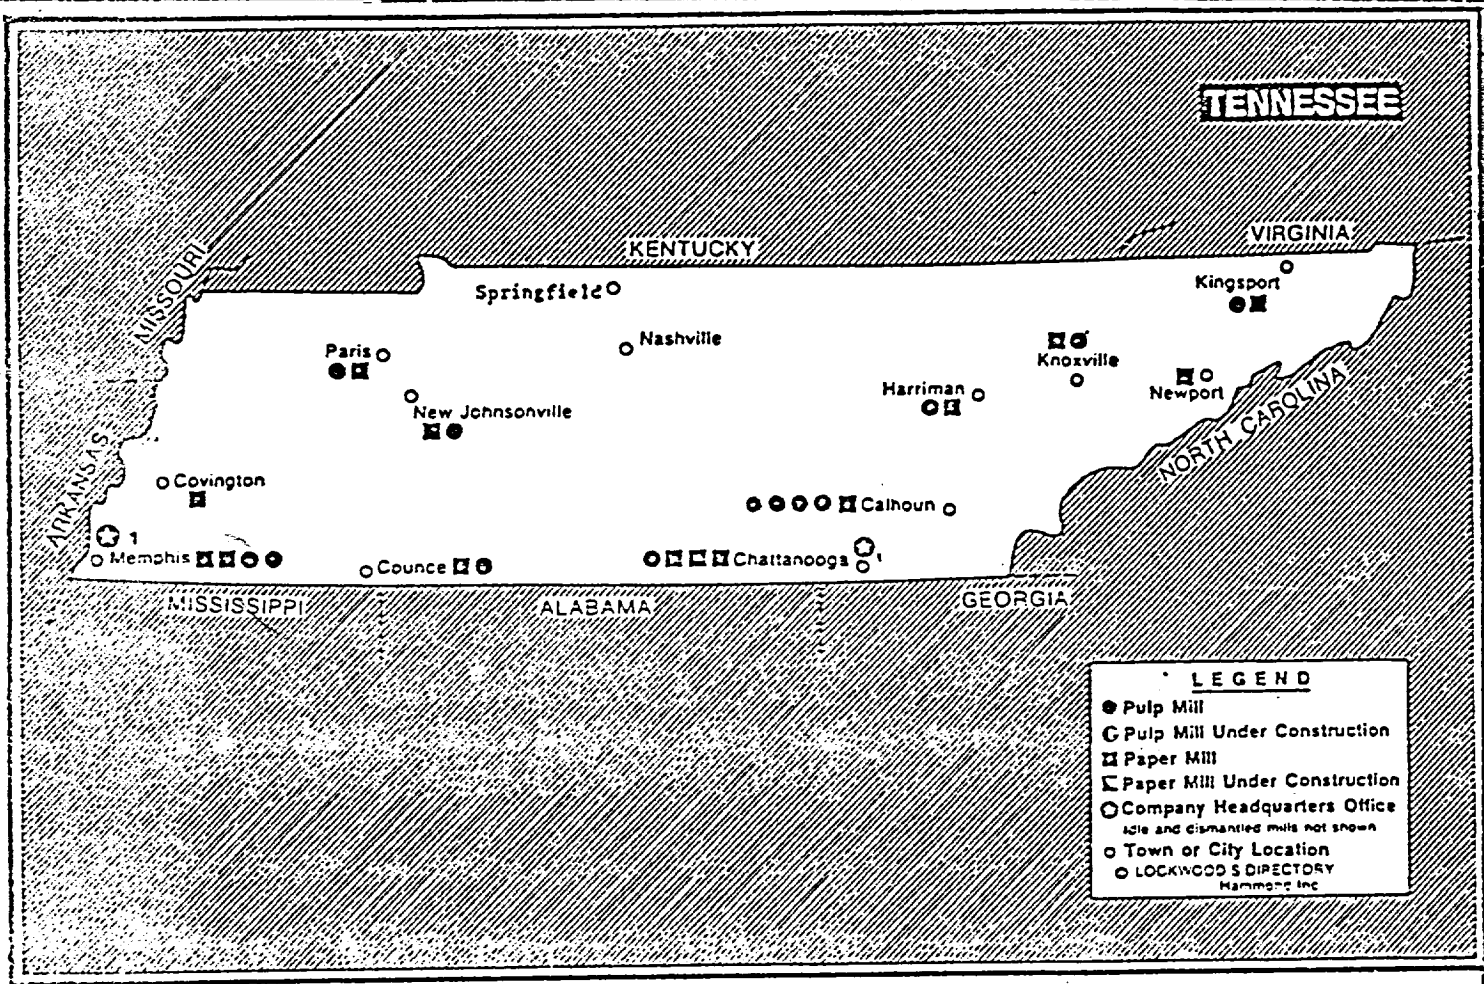 TENNESSEE
KENTUCKY
VIRGINIA
MISSOURI
Springfield
Kingsport
Nashville
Paris
Knoxville
Harriman
Newport
New Johnsonville
NORTH CAROLINA
ARKANSAS
Covington
Calhoun
1
Memphis
Counce
Chattanooga
1
MISSISSIPPI
ALABAMA
GEORGIA
LEGEND
Pulp Mill
Pulp Mill Under Construction
Paper Mill
Paper Mill Under Construction
Company Headquarters Office
Idle and dismantled mills not shown
Town or City Location
LOCKWOOD'S DIRECTORY
Hammond Inc